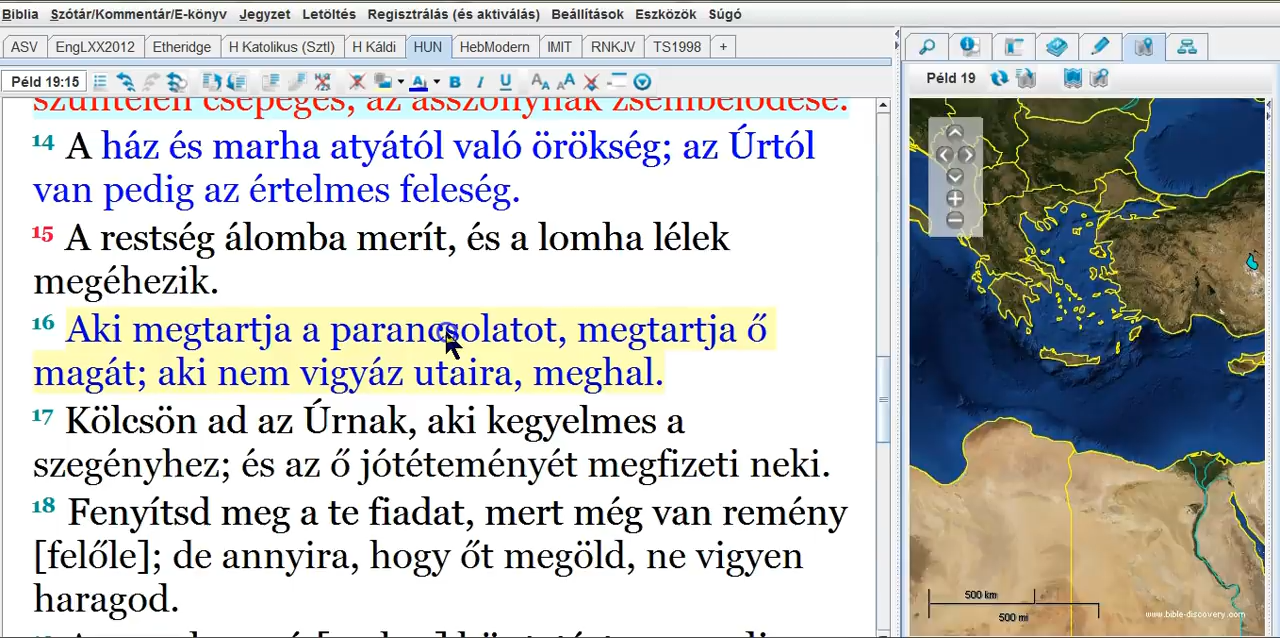 Biblia Szótár/Kommentár/E-könyv Jegyzet Letöltés Regisztrálás (és aktiválás) Beállítások Eszközök Súgó
ASV EngLXX2012 Etheridge H Katolikus (Sztl) H Káldi HUN HebModern IMIT RNKJV TS1998 +
Péld 19:15
Péld 19
szüntelen csepegés, az asszonynak zsémbelődése.
14 A ház és marha atyától való örökség; az Úrtól
van pedig az értelmes feleség.
15 A restség álomba merít, és a lomha lélek
megéhezik.
16 Aki megtartja a parancsolatot, megtartja ő
magát; aki nem vigyáz utaira, meghal.
17 Kölcsön ad az Úrnak, aki kegyelmes a
szegényhez; és az ő jótéteményét megfizeti neki.
18 Fenyítsd meg a te fiadat, mert még van remény
[felőle]; de annyira, hogy őt megöld, ne vigyen
haragod.
500 km
500 mi
www.bible-discovery.com